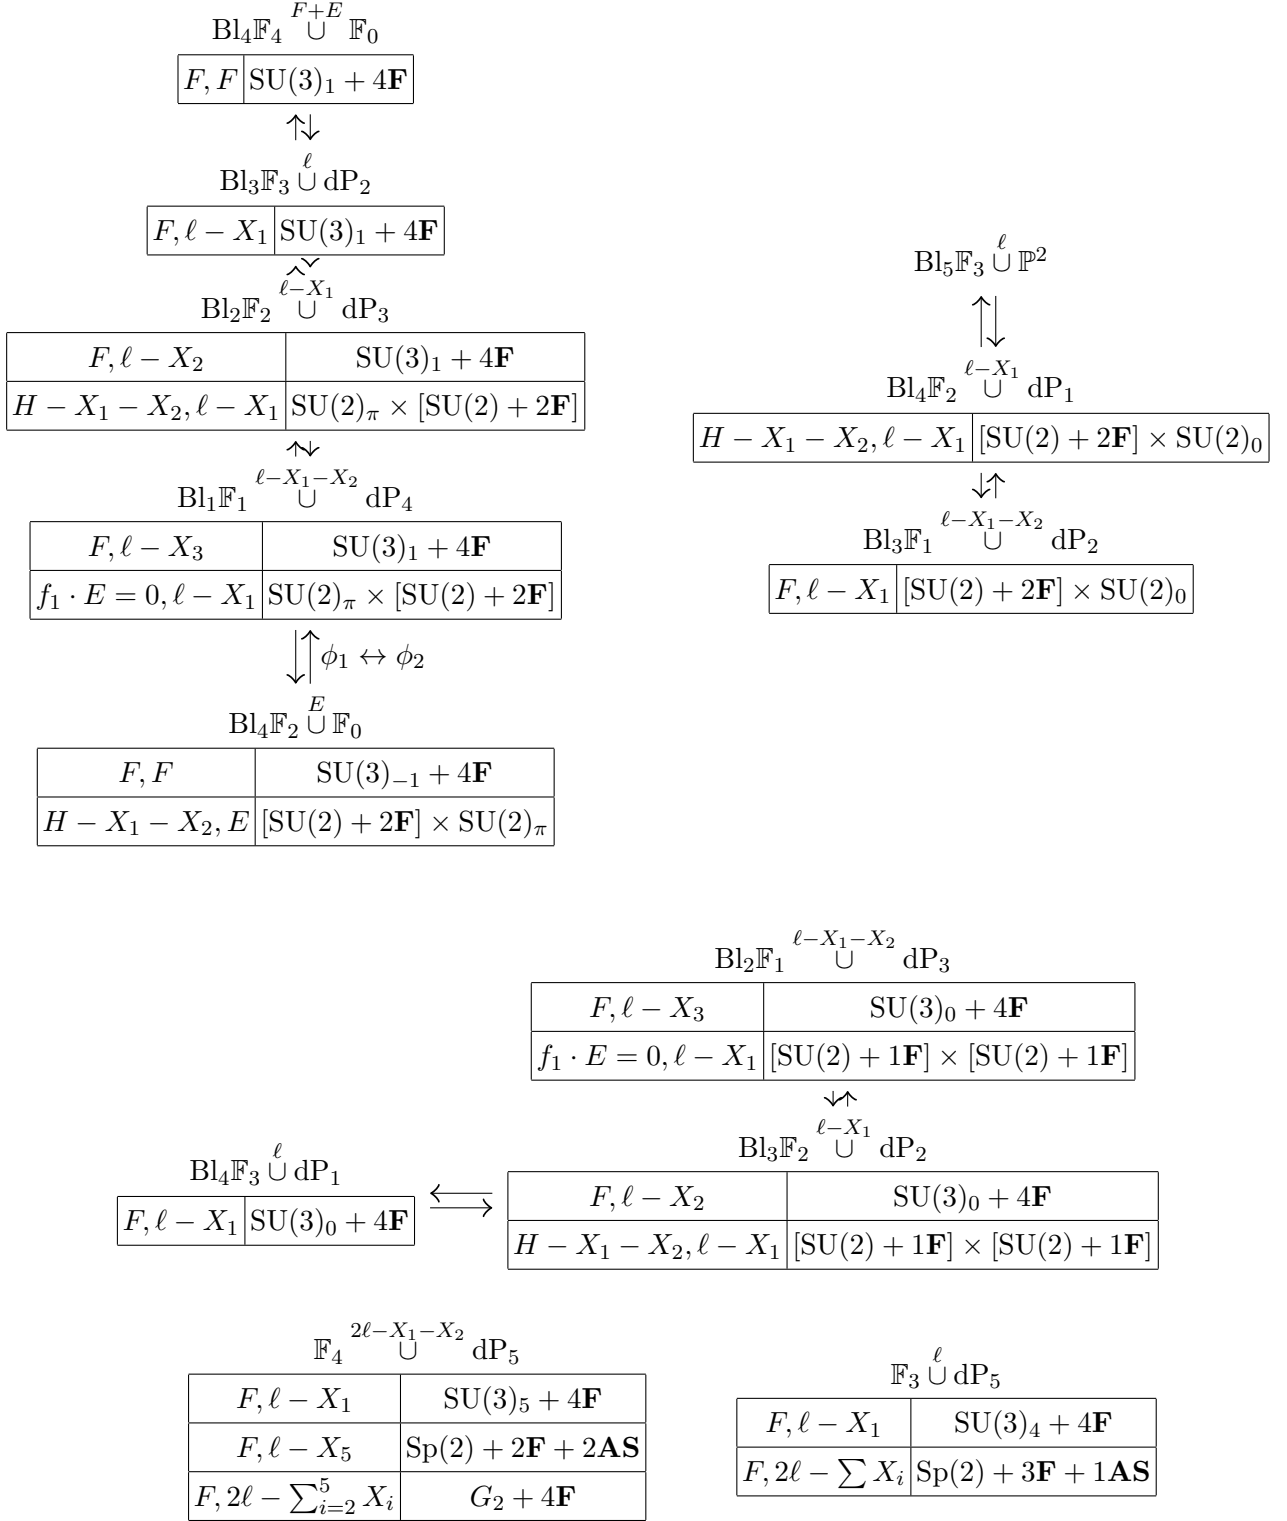 Bl₄𝔽₄ ∪^{F+E} 𝔽₀
F, F | SU(3)₁ + 4𝐅
↑↓
Bl₃𝔽₃ ∪^{ℓ} dP₂
F, ℓ − X₁ | SU(3)₁ + 4𝐅
Bl₂𝔽₂ ∪^{ℓ−X₁} dP₃
F, ℓ − X₂ | SU(3)₁ + 4𝐅
H − X₁ − X₂, ℓ − X₁ | SU(2)_π × [SU(2) + 2𝐅]
Bl₁𝔽₁ ∪^{ℓ−X₁−X₂} dP₄
F, ℓ − X₃ | SU(3)₁ + 4𝐅
f₁ · E = 0, ℓ − X₁ | SU(2)_π × [SU(2) + 2𝐅]
ϕ₁ ↔ ϕ₂
Bl₄𝔽₂ ∪^{E} 𝔽₀
F, F | SU(3)₋₁ + 4𝐅
H − X₁ − X₂, E | [SU(2) + 2𝐅] × SU(2)_π
Bl₅𝔽₃ ∪^{ℓ} ℙ²
Bl₄𝔽₂ ∪^{ℓ−X₁} dP₁
H − X₁ − X₂, ℓ − X₁ | [SU(2) + 2𝐅] × SU(2)₀
Bl₃𝔽₁ ∪^{ℓ−X₁−X₂} dP₂
F, ℓ − X₁ | [SU(2) + 2𝐅] × SU(2)₀
Bl₂𝔽₁ ∪^{ℓ−X₁−X₂} dP₃
F, ℓ − X₃ | SU(3)₀ + 4𝐅
f₁ · E = 0, ℓ − X₁ | [SU(2) + 1𝐅] × [SU(2) + 1𝐅]
Bl₄𝔽₃ ∪^{ℓ} dP₁
F, ℓ − X₁ | SU(3)₀ + 4𝐅
Bl₃𝔽₂ ∪^{ℓ−X₁} dP₂
F, ℓ − X₂ | SU(3)₀ + 4𝐅
H − X₁ − X₂, ℓ − X₁ | [SU(2) + 1𝐅] × [SU(2) + 1𝐅]
𝔽₄ ∪^{2ℓ−X₁−X₂} dP₅
F, ℓ − X₁ | SU(3)₅ + 4𝐅
F, ℓ − X₅ | Sp(2) + 2𝐅 + 2𝐀𝐒
F, 2ℓ − ∑_{i=2}^{5} X_i | G₂ + 4𝐅
𝔽₃ ∪^{ℓ} dP₅
F, ℓ − X₁ | SU(3)₄ + 4𝐅
F, 2ℓ − ∑ X_i | Sp(2) + 3𝐅 + 1𝐀𝐒